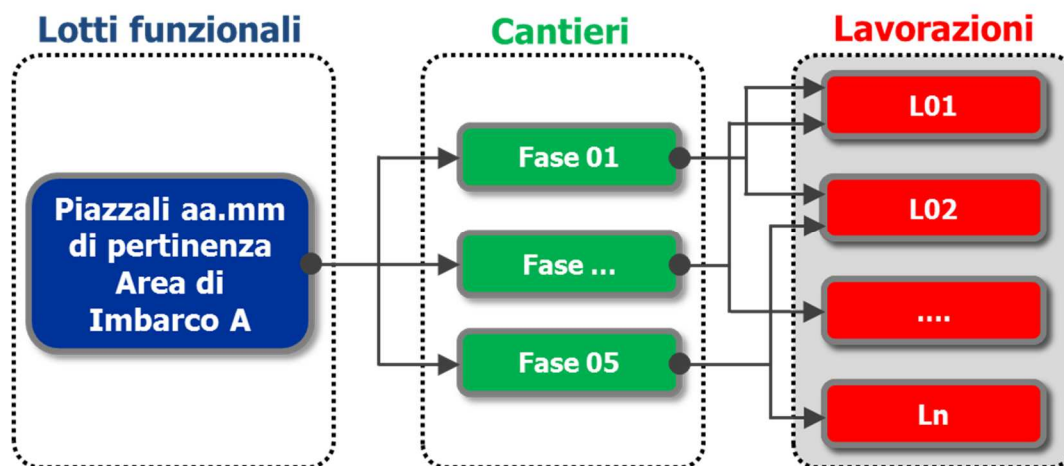 Lotti funzionali
Cantieri
Lavorazioni
Piazzali aa.mm
di pertinenza
Area di
Imbarco A
Fase 01
Fase ...
Fase 05
L01
L02
....
Ln